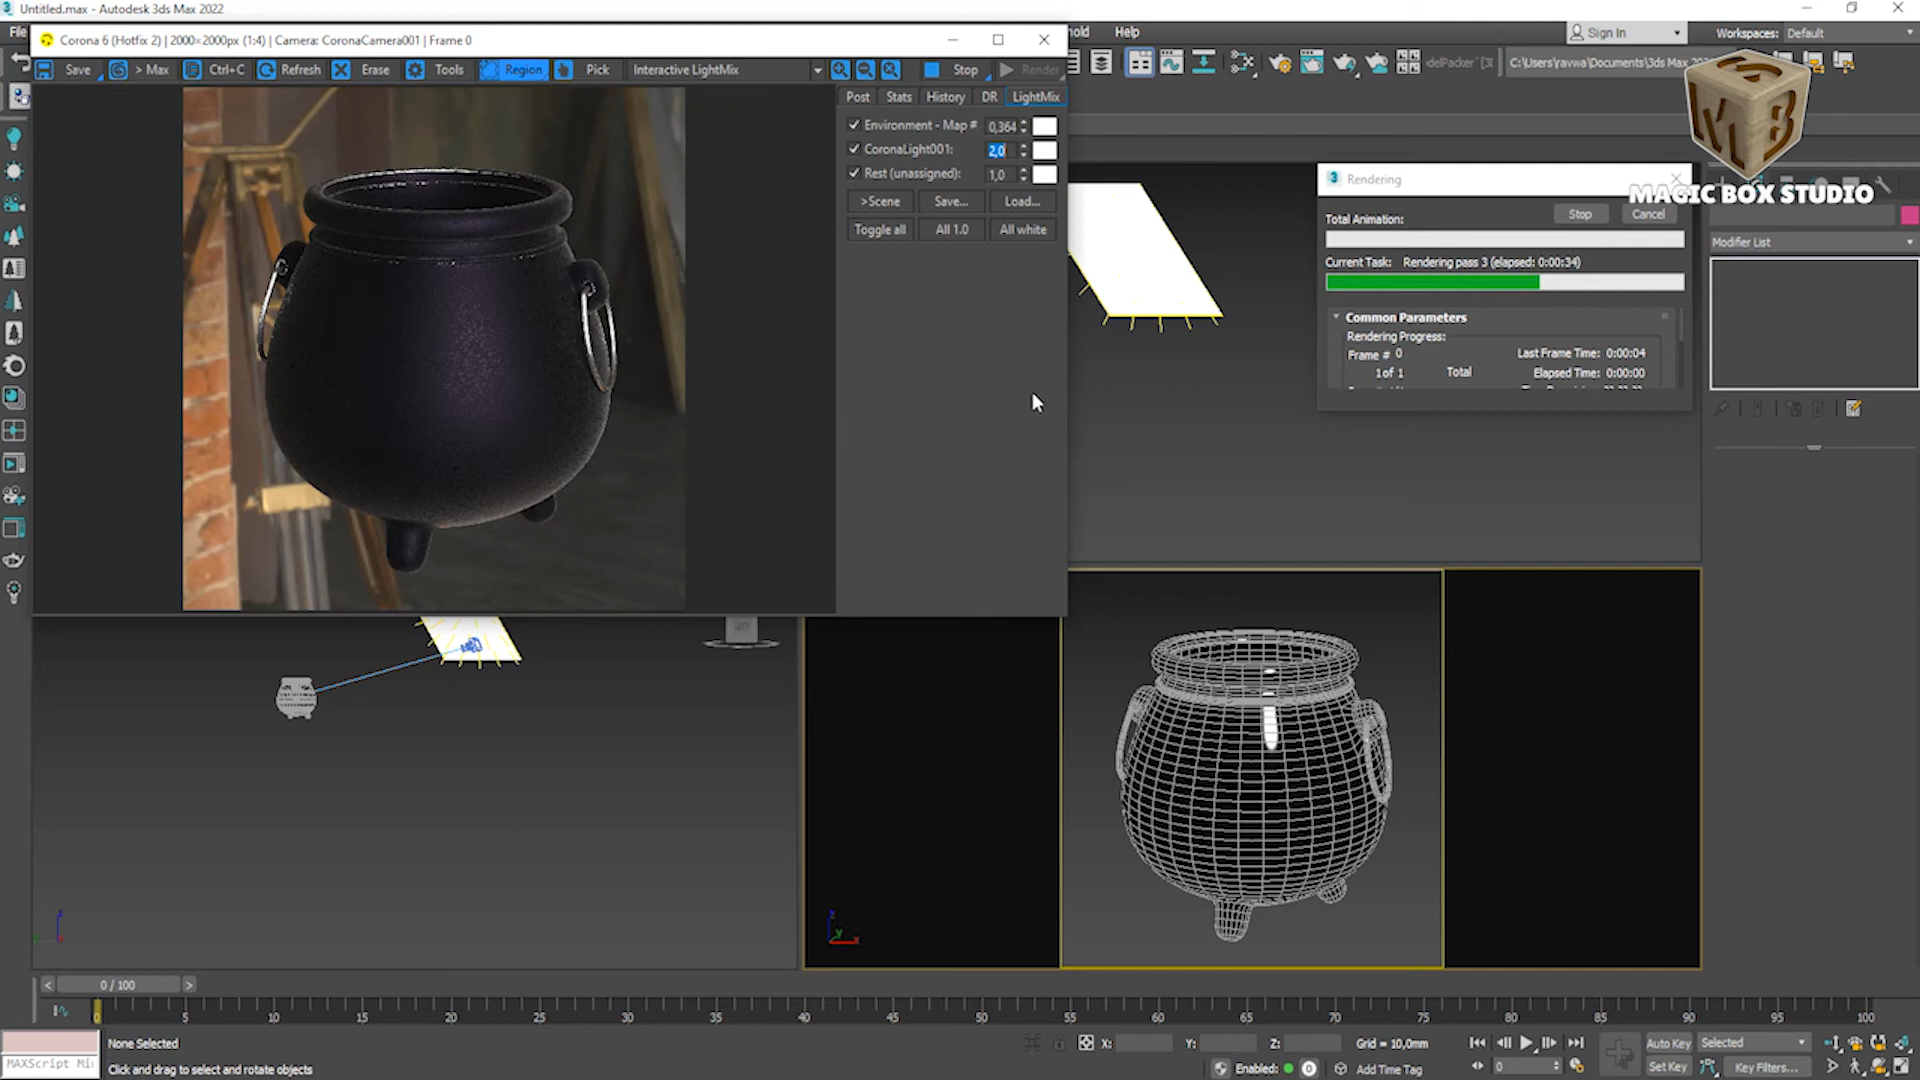 Untitled.max - Autodesk 3ds Max 2022
File
Help
Sign In
Workspaces: Default
Corona 6 (Hotfix 2) | 2000×2000px (1:4) | Camera: CoronaCamera001 | Frame 0
Save > Max Ctrl+C Refresh Erase Tools Region Pick Interactive LightMix Stop Render
C:\Users\ravwa\Documents\3ds Max 202
Post Stats History DR LightMix
Environment - Map # 0,364
CoronaLight001: 2,0
Rest (unassigned): 1,0
>Scene Save... Load...
Toggle all All 1.0 All white
MAGIC BOX STUDIO
Rendering
Total Animation: Stop Cancel
Current Task: Rendering pass 3 (elapsed: 0:00:34)
Common Parameters
Rendering Progress:
Frame # 0 Last Frame Time: 0:00:04
1 of 1 Total Elapsed Time: 0:00:00
Modifier List
LEFT
0 / 100
0 5 10 15 20 25 30 35 40 45 50 55 60 65 70 75 80 85 90 95 100
None Selected
X: Y: Z: Grid = 10,0mm
Auto Key Selected
MAXScript Mi
Click and drag to select and rotate objects
Enabled: 0 Add Time Tag
0
Set Key Key Filters...